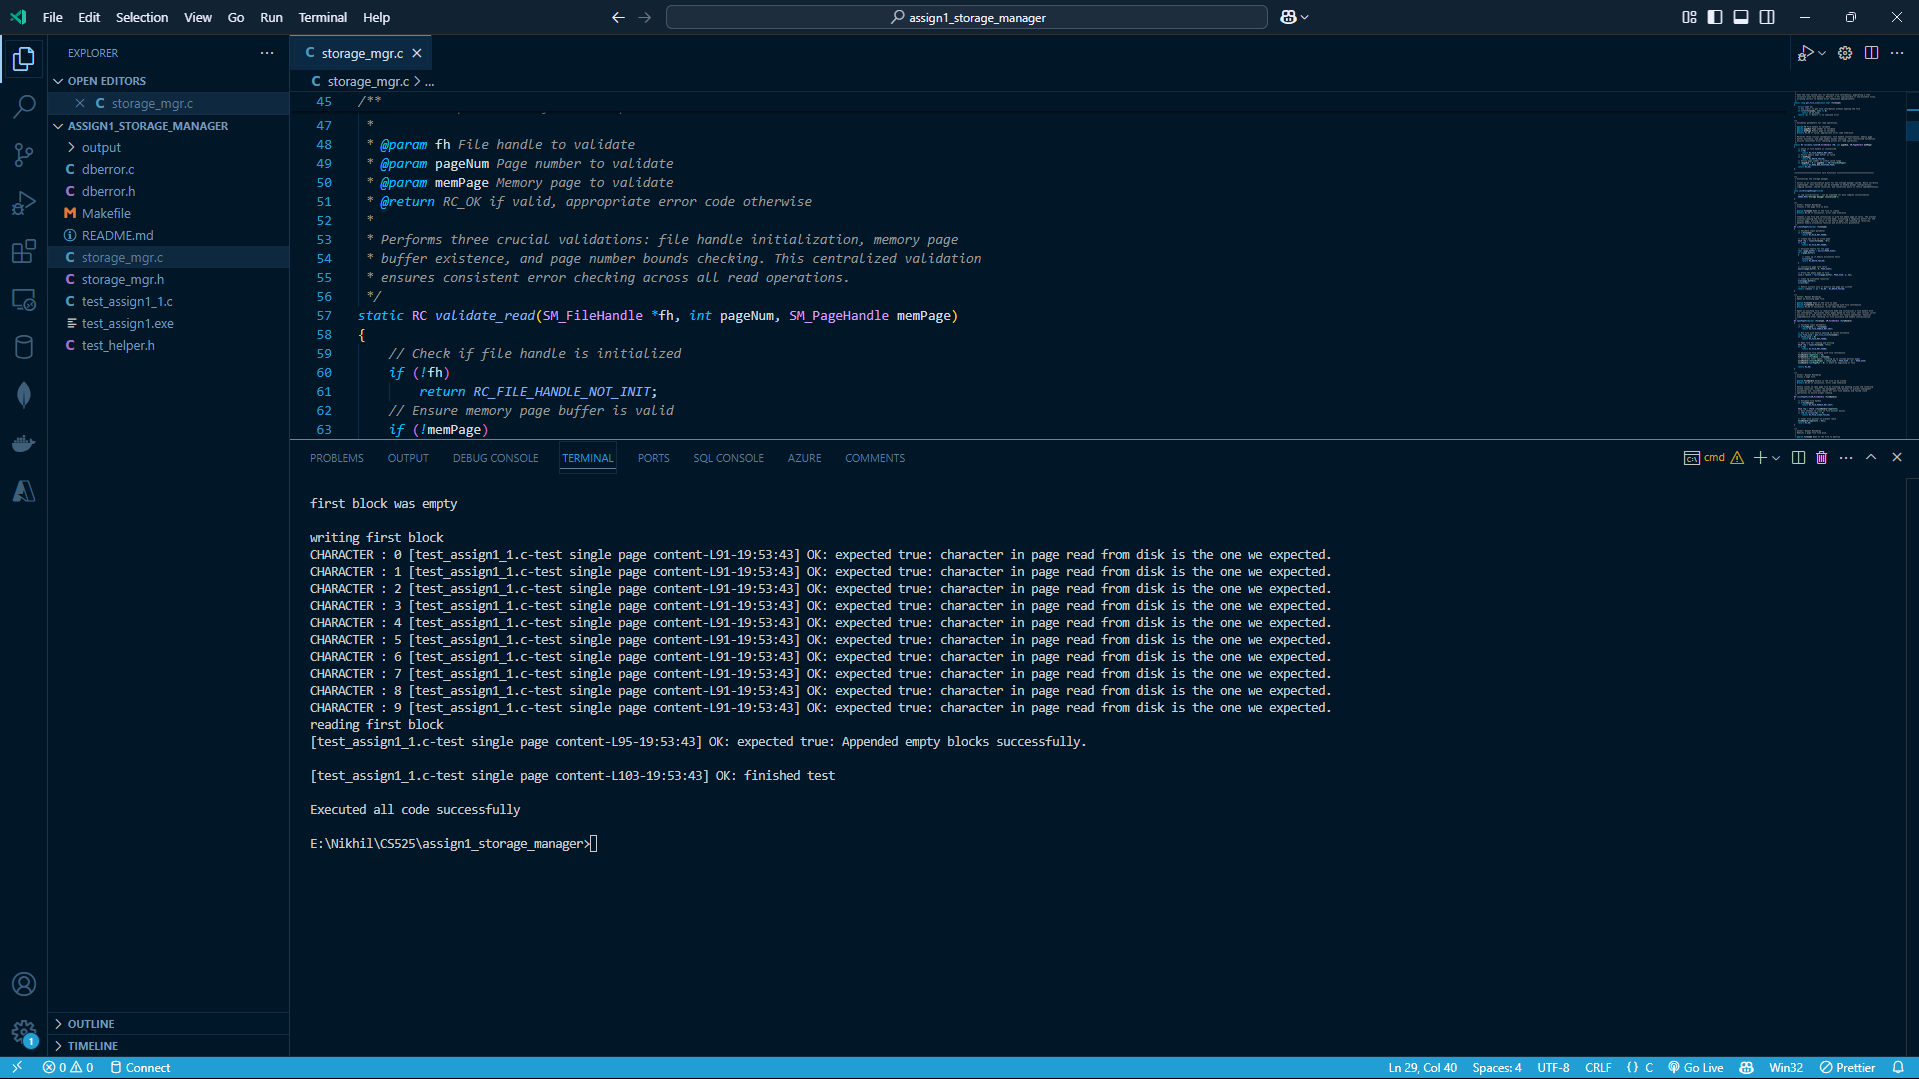 File Edit Selection View Go Run Terminal Help
assign1_storage_manager
EXPLORER
OPEN EDITORS
storage_mgr.c
ASSIGN1_STORAGE_MANAGER
output
dberror.c
dberror.h
Makefile
README.md
storage_mgr.c
storage_mgr.h
test_assign1_1.c
test_assign1.exe
test_helper.h
OUTLINE
TIMELINE
storage_mgr.c
storage_mgr.c > ...
45 /**
47 *
48 * @param fh File handle to validate
49 * @param pageNum Page number to validate
50 * @param memPage Memory page to validate
51 * @return RC_OK if valid, appropriate error code otherwise
52 *
53 * Performs three crucial validations: file handle initialization, memory page
54 * buffer existence, and page number bounds checking. This centralized validation
55 * ensures consistent error checking across all read operations.
56 */
57 static RC validate_read(SM_FileHandle *fh, int pageNum, SM_PageHandle memPage)
58 {
59 // Check if file handle is initialized
60 if (!fh)
61 return RC_FILE_HANDLE_NOT_INIT;
62 // Ensure memory page buffer is valid
63 if (!memPage)
PROBLEMS OUTPUT DEBUG CONSOLE TERMINAL PORTS SQL CONSOLE AZURE COMMENTS
cmd
first block was empty
writing first block
CHARACTER : 0 [test_assign1_1.c-test single page content-L91-19:53:43] OK: expected true: character in page read from disk is the one we expected.
CHARACTER : 1 [test_assign1_1.c-test single page content-L91-19:53:43] OK: expected true: character in page read from disk is the one we expected.
CHARACTER : 2 [test_assign1_1.c-test single page content-L91-19:53:43] OK: expected true: character in page read from disk is the one we expected.
CHARACTER : 3 [test_assign1_1.c-test single page content-L91-19:53:43] OK: expected true: character in page read from disk is the one we expected.
CHARACTER : 4 [test_assign1_1.c-test single page content-L91-19:53:43] OK: expected true: character in page read from disk is the one we expected.
CHARACTER : 5 [test_assign1_1.c-test single page content-L91-19:53:43] OK: expected true: character in page read from disk is the one we expected.
CHARACTER : 6 [test_assign1_1.c-test single page content-L91-19:53:43] OK: expected true: character in page read from disk is the one we expected.
CHARACTER : 7 [test_assign1_1.c-test single page content-L91-19:53:43] OK: expected true: character in page read from disk is the one we expected.
CHARACTER : 8 [test_assign1_1.c-test single page content-L91-19:53:43] OK: expected true: character in page read from disk is the one we expected.
CHARACTER : 9 [test_assign1_1.c-test single page content-L91-19:53:43] OK: expected true: character in page read from disk is the one we expected.
reading first block
[test_assign1_1.c-test single page content-L95-19:53:43] OK: expected true: Appended empty blocks successfully.
[test_assign1_1.c-test single page content-L103-19:53:43] OK: finished test
Executed all code successfully
E:\Nikhil\CS525\assign1_storage_manager>
1
0 0 Connect
Ln 29, Col 40 Spaces: 4 UTF-8 CRLF {} C Go Live Win32 Prettier